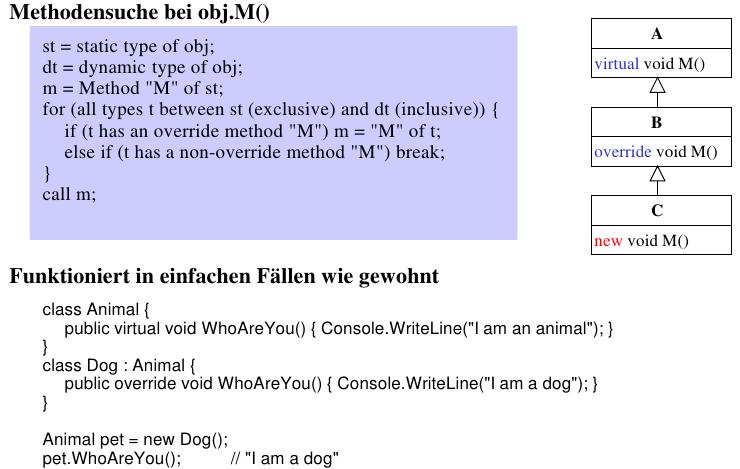 Methodensuche bei obj.M()
st = static type of obj;
dt = dynamic type of obj;
m = Method "M" of st;
for (all types t between st (exclusive) and dt (inclusive)) {
if (t has an override method "M") m = "M" of t;
else if (t has a non-override method "M") break;
}
call m;
A
virtual void M()
B
override void M()
C
new void M()
Funktioniert in einfachen Fällen wie gewohnt
class Animal {
public virtual void WhoAreYou() { Console.WriteLine("I am an animal"); }
}
class Dog : Animal {
public override void WhoAreYou() { Console.WriteLine("I am a dog"); }
}
Animal pet = new Dog();
pet.WhoAreYou(); // "I am a dog"